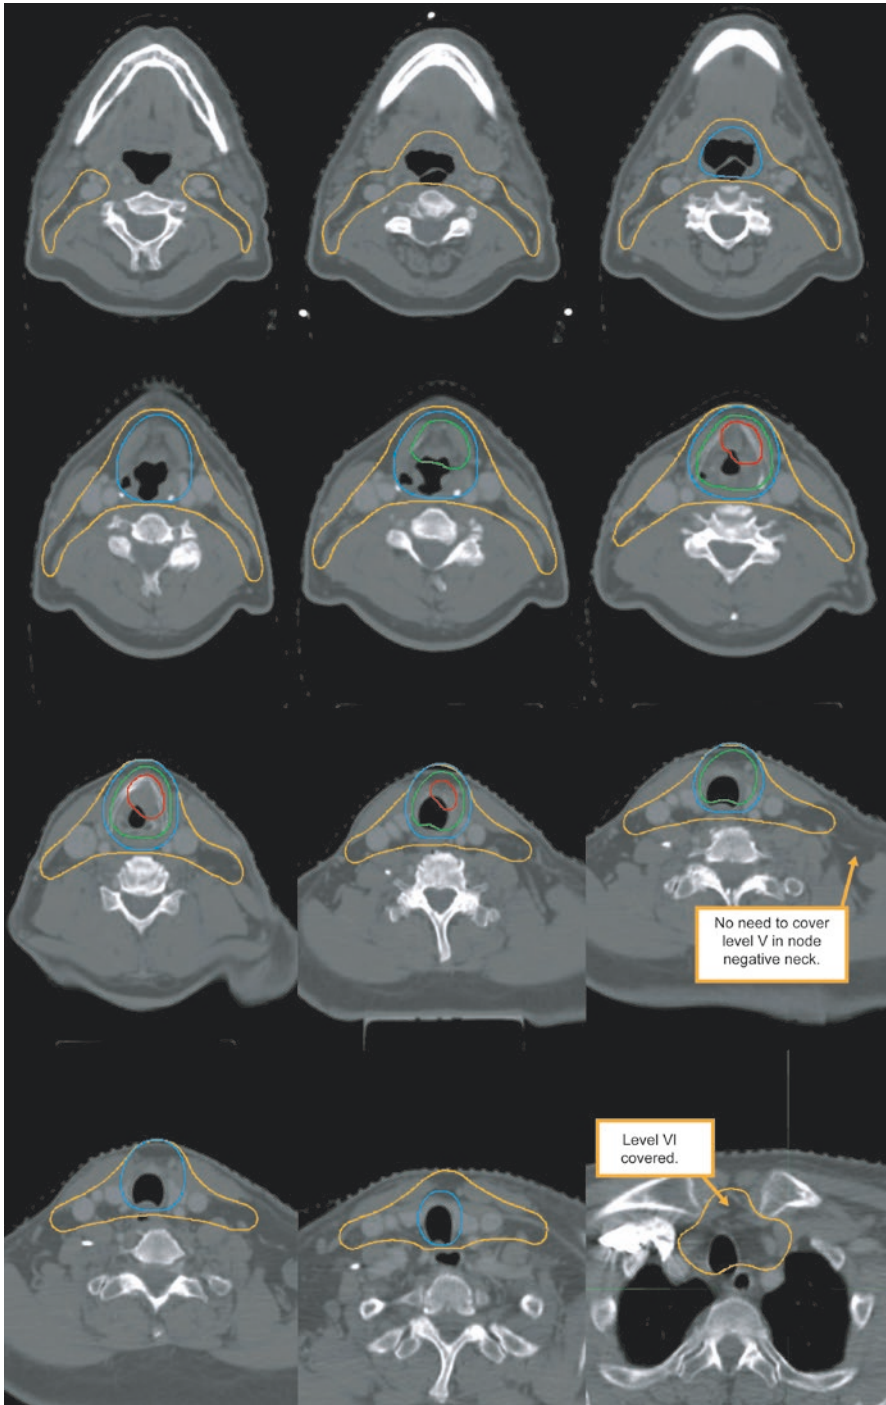 No need to cover
level V in node
negative neck.
Level VI
covered.